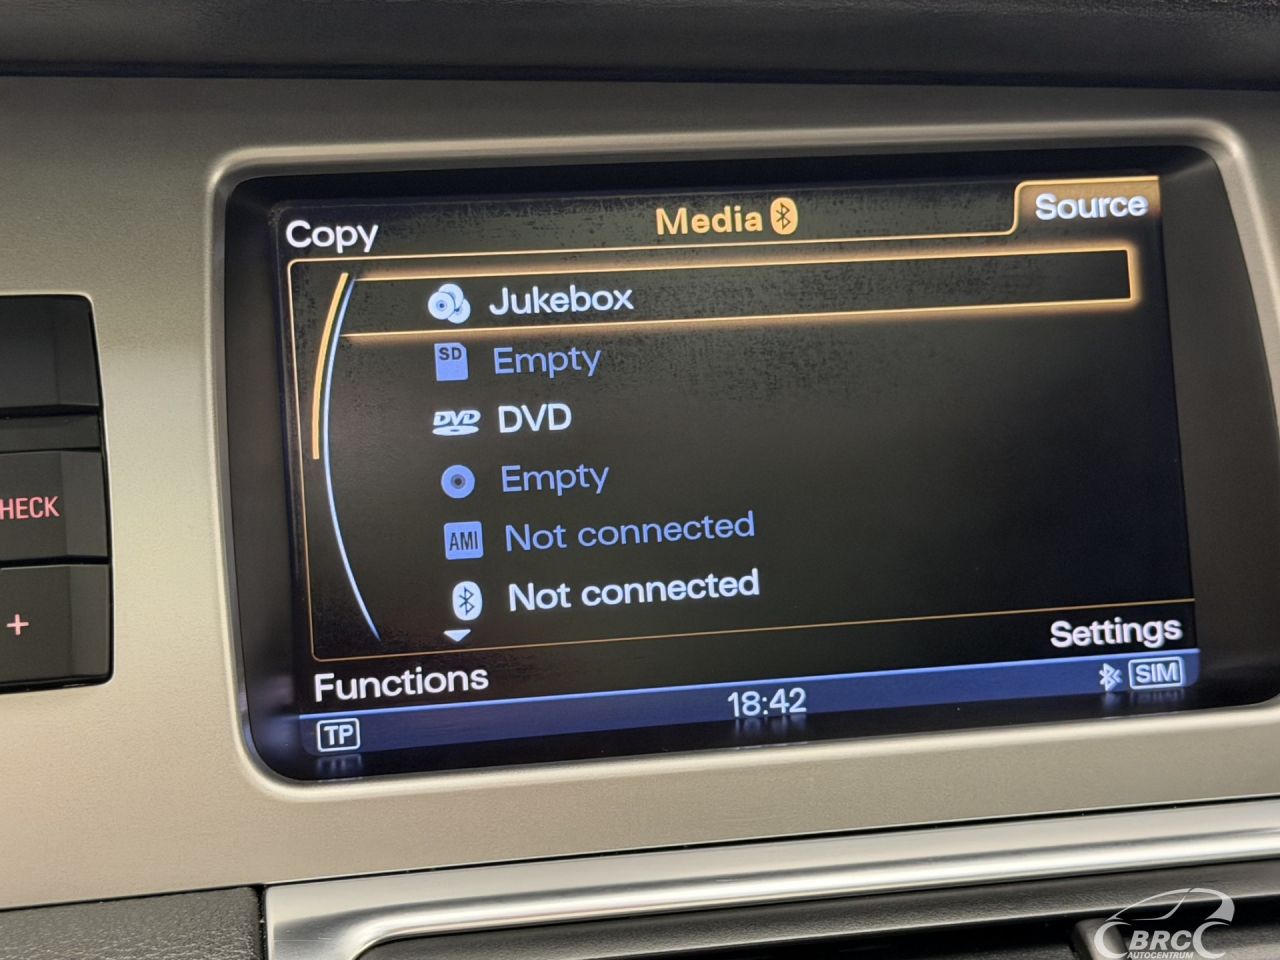 Copy
Media
Source
Jukebox
SD Empty
DVD DVD
Empty
AMI Not connected
Not connected
Settings
Functions
SIM
18:42
TP
HECK
+
BRC
AUTOCENTRUM